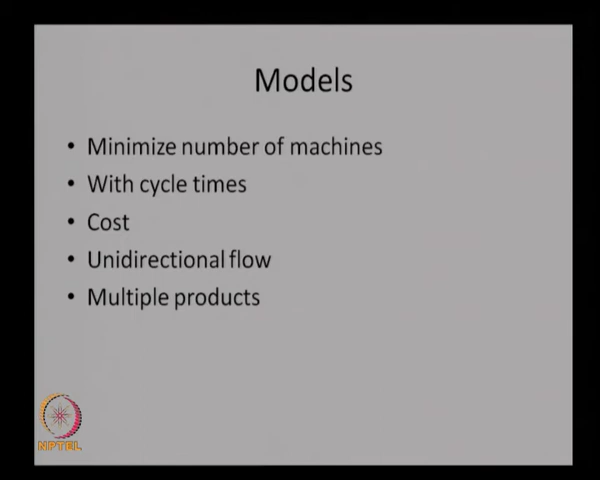 Models
• Minimize number of machines
• With cycle times
• Cost
• Unidirectional flow
• Multiple products
NPTEL